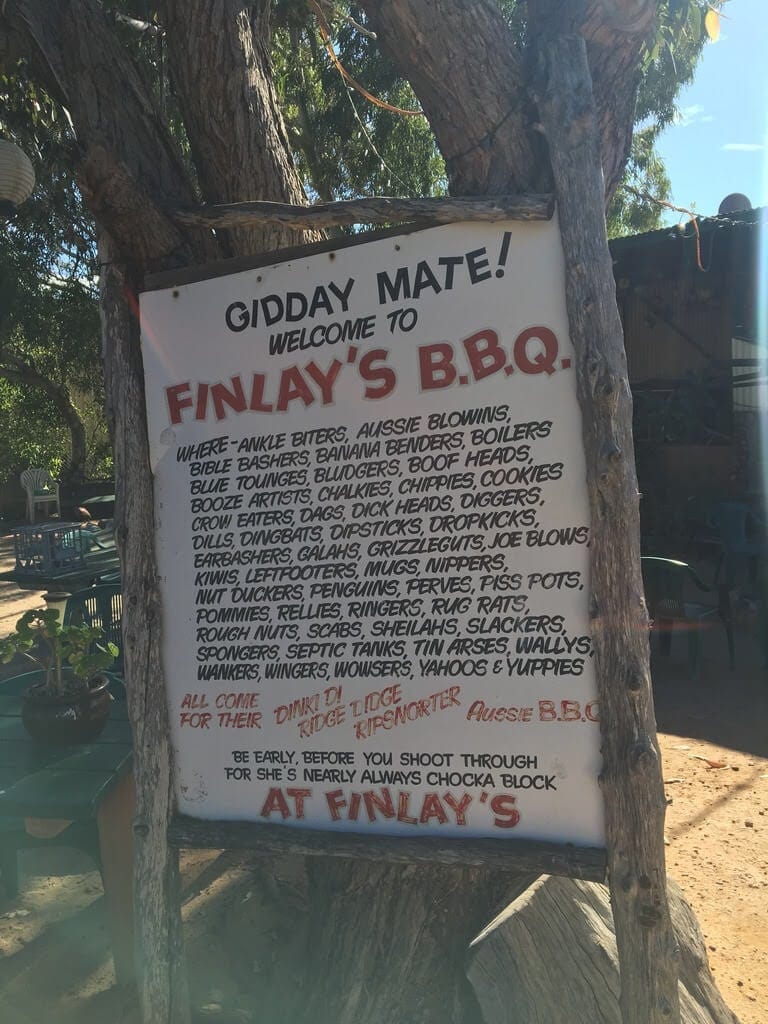 GIDDAY MATE!
WELCOME TO
FINLAY'S B.B.Q.
WHERE-ANKLE BITERS, AUSSIE BLOWINS,
BIBLE BASHERS, BANANA BENDERS, BOILERS
BLUE TOUNGES, BLUDGERS, BOOF HEADS,
BOOZE ARTISTS, CHALKIES, CHIPPIES, COOKIES
CROW EATERS, DAGS, DICK HEADS, DIGGERS,
DILLS, DINGBATS, DIPSTICKS, DROPKICKS,
EARBASHERS, GALAHS, GRIZZLEGUTS, JOE BLOWS,
KIWIS, LEFTFOOTERS, MUGS, NIPPERS,
NUT DUCKERS, PENGUINS, PERVES, PISS POTS,
POMMIES, RELLIES, RINGERS, RUG RATS,
ROUGH NUTS, SCABS, SHEILAHS, SLACKERS,
SPONGERS, SEPTIC TANKS, TIN ARSES, WALLYS,
WANKERS, WINGERS, WOWSERS, YAHOOS & YUPPIES
ALL COME
FOR THEIR
DINKI DI
RIDGE DIDGE
RIPSNORTER
AUSSIE B.B.Q
BE EARLY, BEFORE YOU SHOOT THROUGH
FOR SHE'S NEARLY ALWAYS CHOCKA BLOCK
AT FINLAY'S